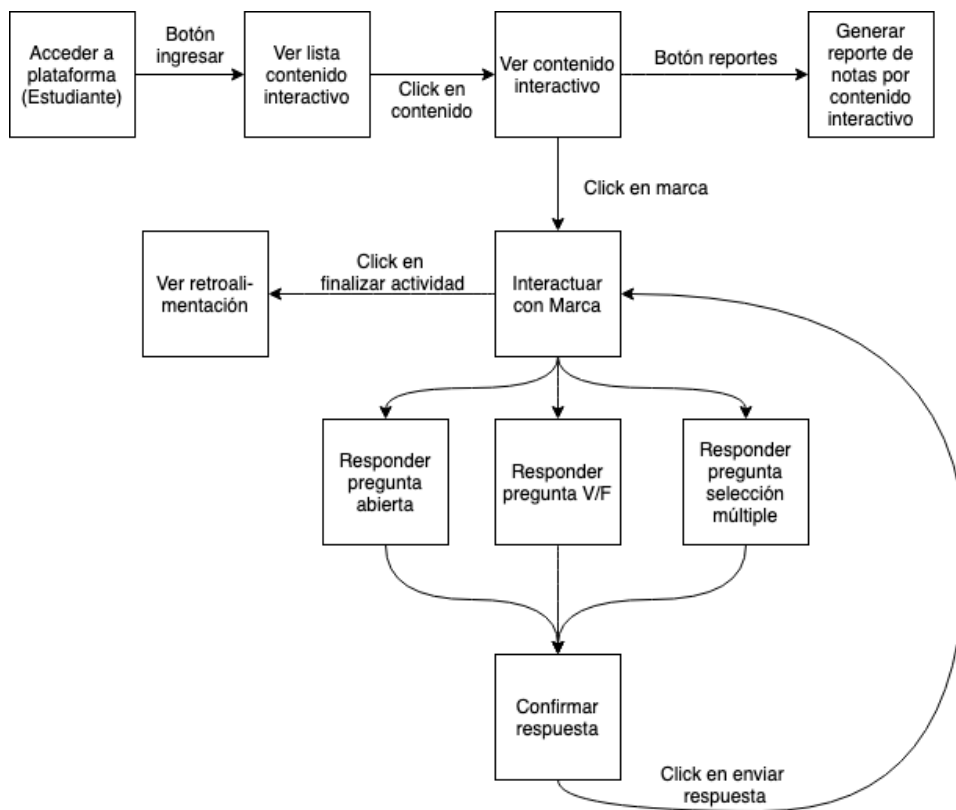 Acceder a
plataforma
(Estudiante)
Botón
ingresar
Ver lista
contenido
interactivo
Click en
contenido
Ver contenido
interactivo
Botón reportes
Generar
reporte de
notas por
contenido
interactivo
Click en marca
Ver retroali-
mentación
Click en
finalizar actividad
Interactuar
con Marca
Responder
pregunta
abierta
Responder
pregunta V/F
Responder
pregunta
selección
múltiple
Confirmar
respuesta
Click en enviar
respuesta